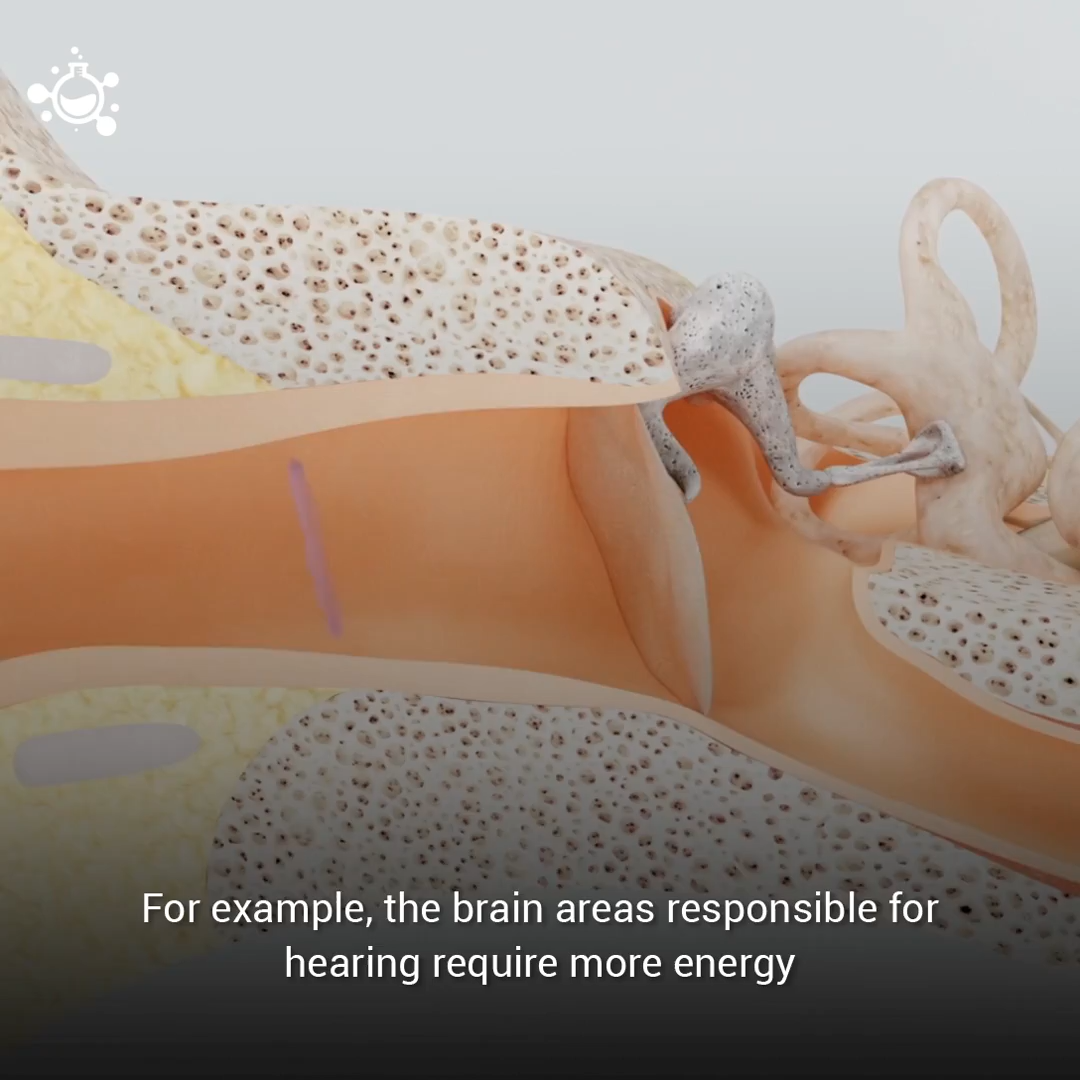 For example, the brain areas responsible for
hearing require more energy